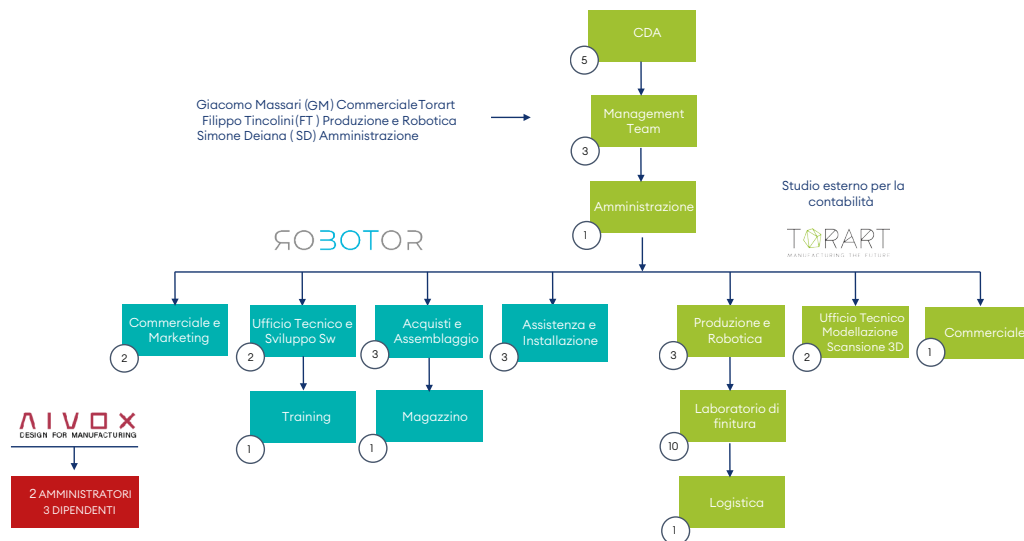 CDA
5
Giacomo Massari (GM) Commerciale Torart
Filippo Tincolini (FT) Produzione e Robotica
Simone Deiana ( SD) Amministrazione
Management
Team
3
Studio esterno per la
contabilità
Amministrazione
1
ROBOTOR
TORART
MANUFACTURING THE FUTURE
Commerciale e
Marketing
2
Ufficio Tecnico e
Sviluppo Sw
2
Acquisti e
Assemblaggio
3
Assistenza e
Installazione
3
Produzione e
Robotica
3
Ufficio Tecnico
Modellazione
Scansione 3D
2
Commerciale
1
Training
1
Magazzino
1
Laboratorio di
finitura
10
AIVOX
DESIGN FOR MANUFACTURING
2 AMMINISTRATORI
3 DIPENDENTI
Logistica
1